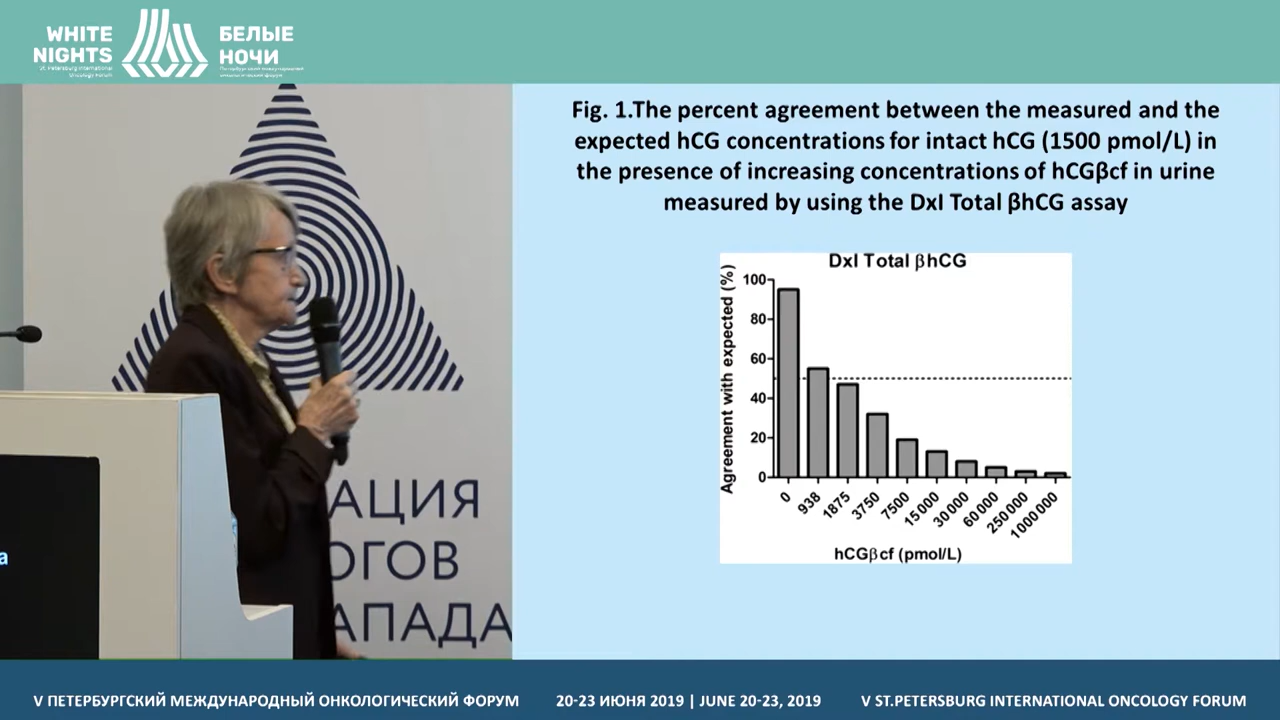 WHITE
NIGHTS
St. Petersburg International
Oncology Forum
БЕЛЫЕ
НОЧИ
Петербургский международный
онкологический форум
Fig. 1.The percent agreement between the measured and the
expected hCG concentrations for intact hCG (1500 pmol/L) in
the presence of increasing concentrations of hCGβcf in urine
measured by using the DxI Total βhCG assay
DxI Total βhCG
Agreement with expected (%)
100
80
60
40
20
0
0
938
1875
3750
7500
15 000
30 000
60 000
250 000
1000 000
hCGβcf (pmol/L)
АЦИЯ
ОГОВ
АПАДА
а
V ПЕТЕРБУРГСКИЙ МЕЖДУНАРОДНЫЙ ОНКОЛОГИЧЕСКИЙ ФОРУМ
20-23 ИЮНЯ 2019 | JUNE 20-23, 2019
V ST.PETERSBURG INTERNATIONAL ONCOLOGY FORUM